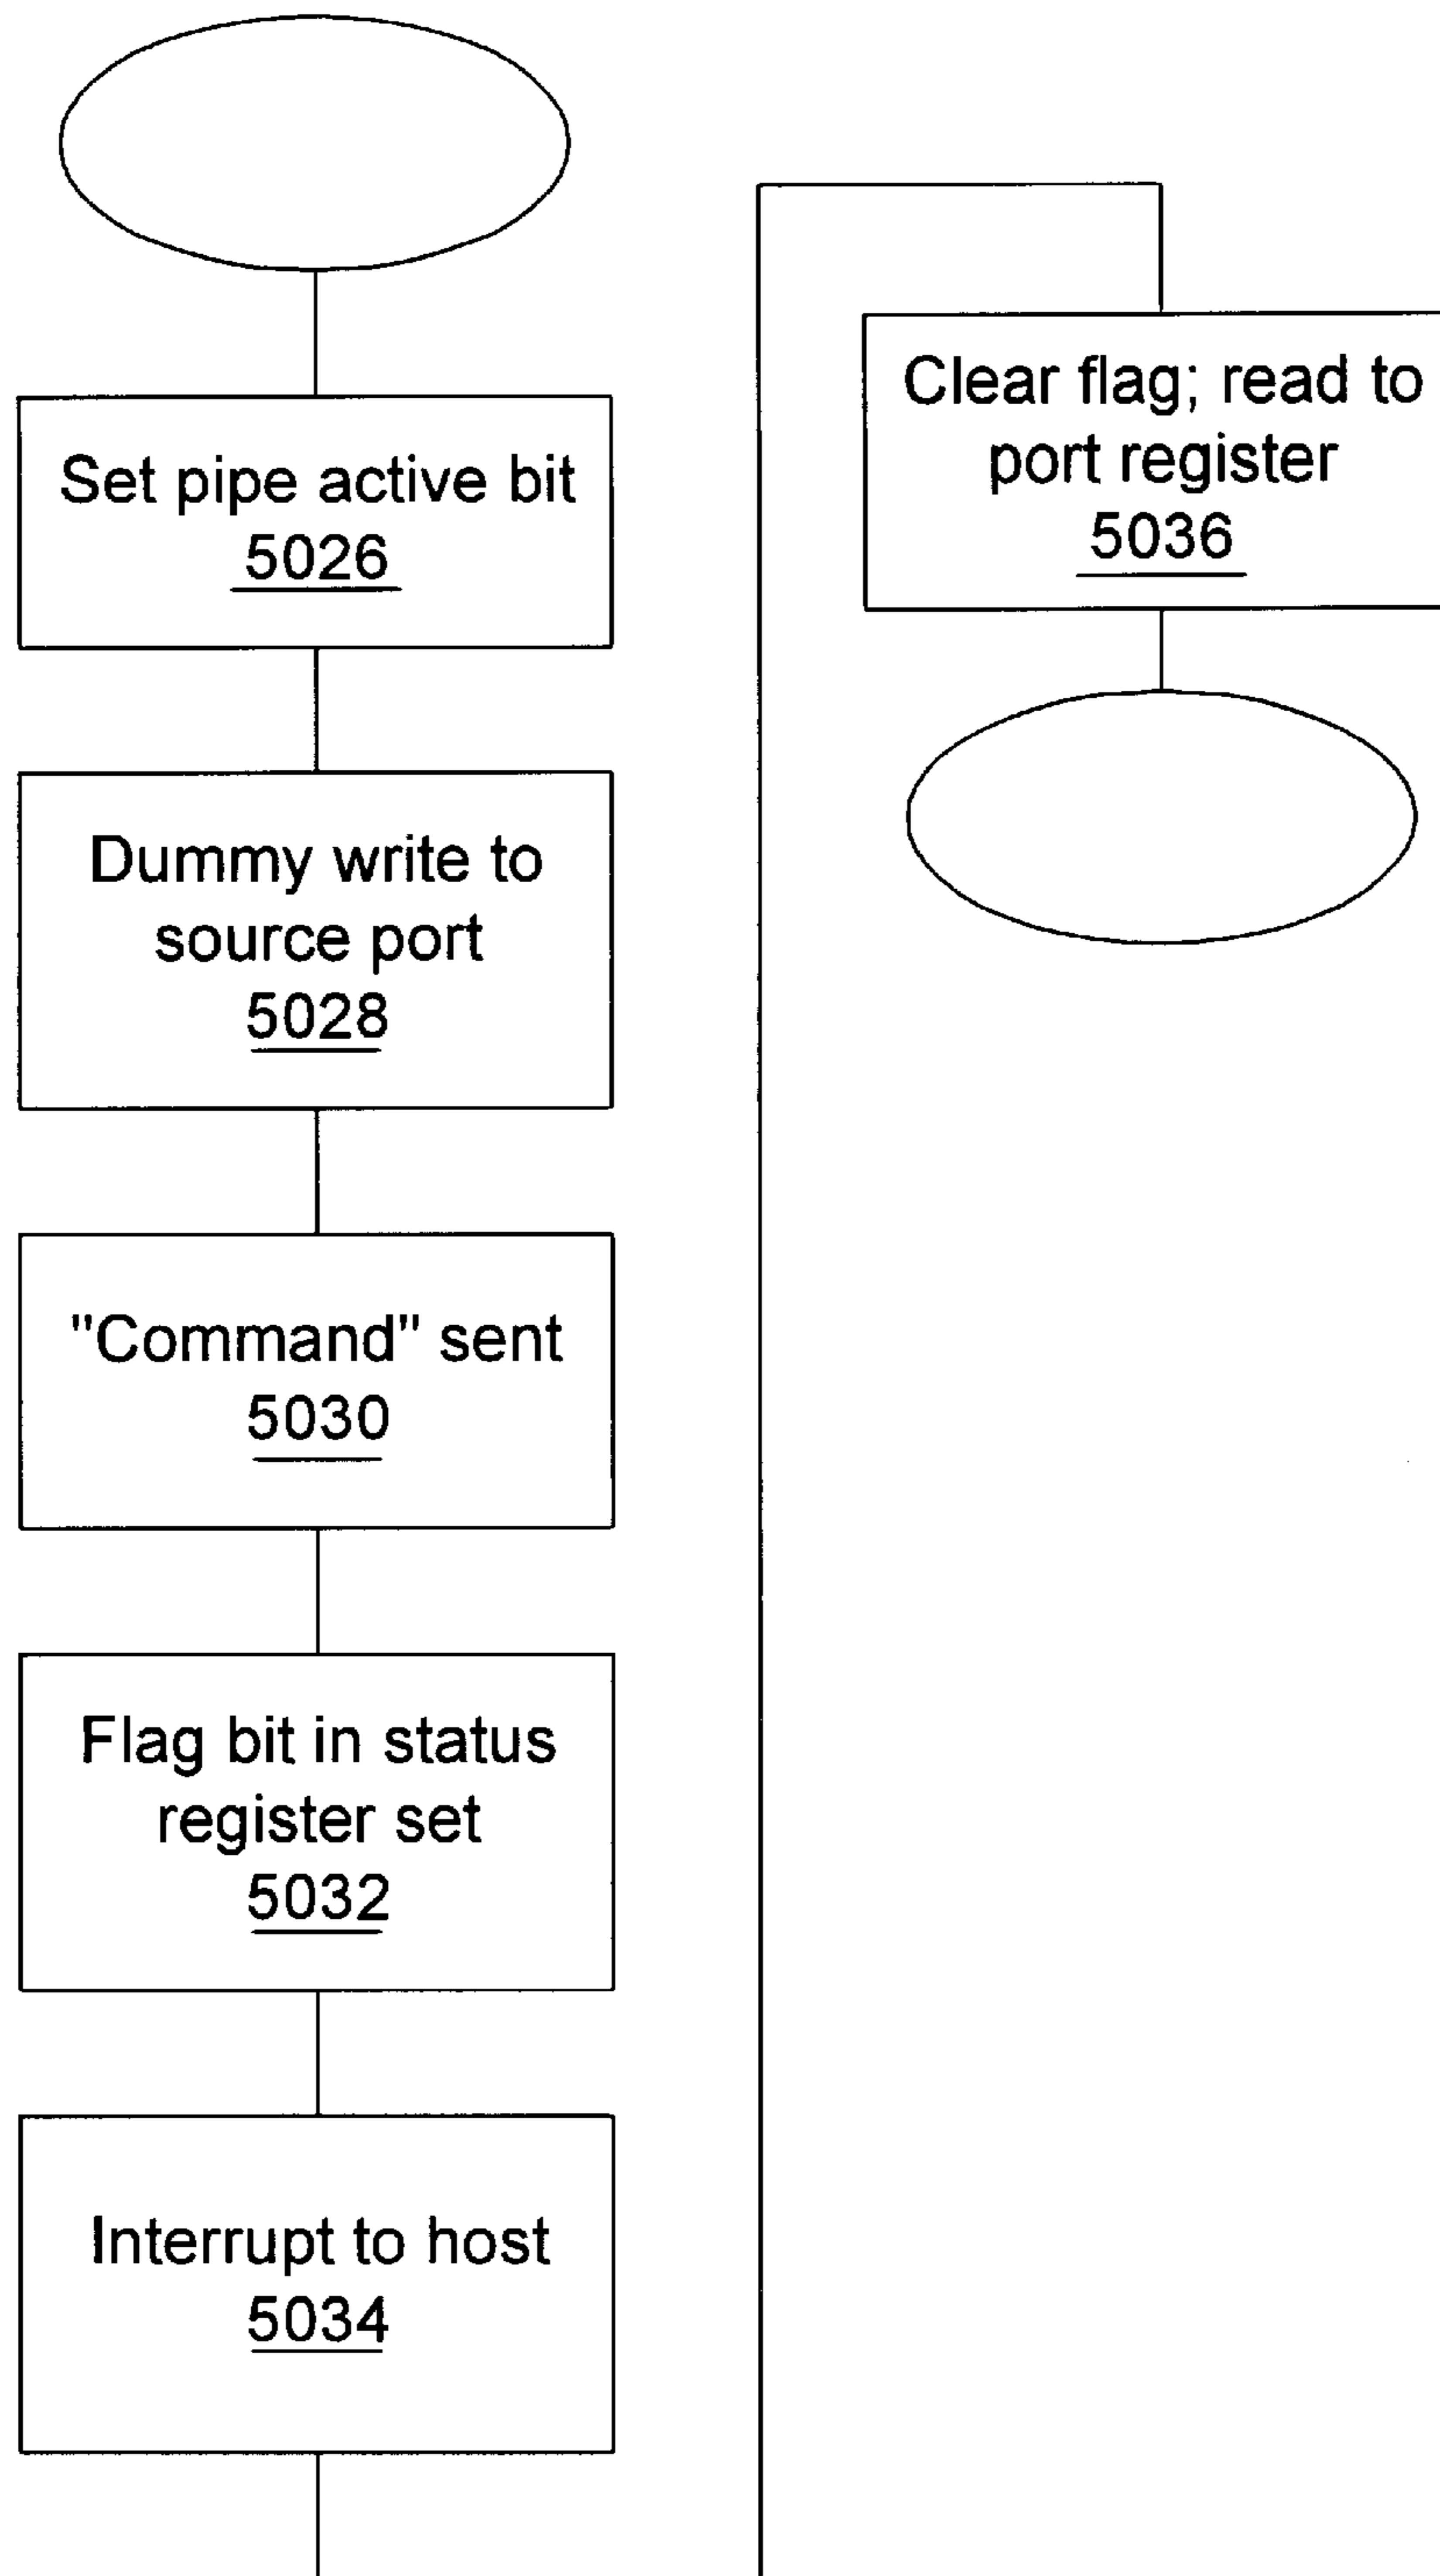 Set pipe active bit
5026
Dummy write to
source port
5028
"Command" sent
5030
Flag bit in status
register set
5032
Interrupt to host
5034
Clear flag; read to
port register
5036